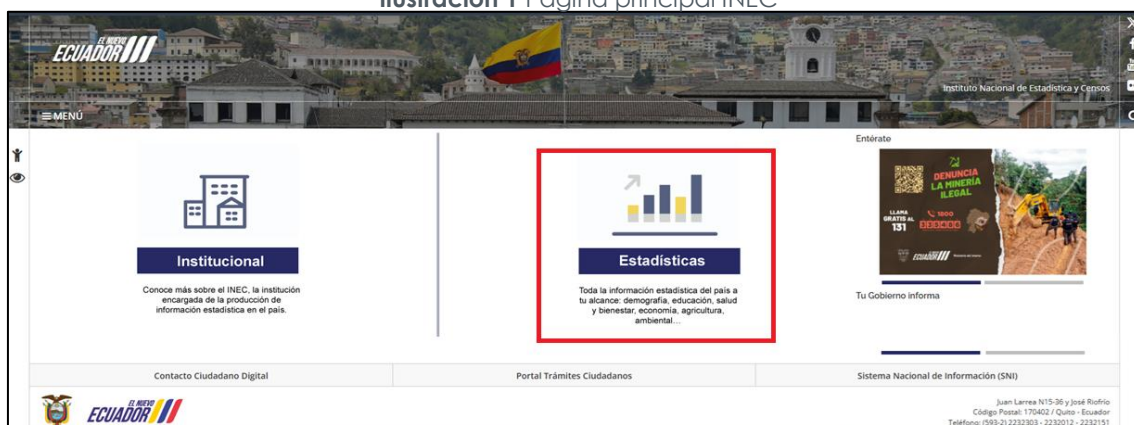 Ilustración 1 Página principal INEC
EL NUEVO
ECUADOR
Instituto Nacional de Estadística y Censos
MENÚ
Institucional
Conoce más sobre el INEC, la institución
encargada de la producción de
información estadística en el país.
Estadísticas
Toda la información estadística del país a
tu alcance: demografía, educación, salud
y bienestar, economía, agricultura,
ambiental...
Entérate
DENUNCIA
LA MINERÍA
ILEGAL
LLAMA
GRATIS AL
131
1800
EL NUEVO
ECUADOR
Tu Gobierno informa
Contacto Ciudadano Digital
Portal Trámites Ciudadanos
Sistema Nacional de Información (SNI)
EL NUEVO
ECUADOR
Juan Larrea N15-36 y José Riofrío
Código Postal: 170402 / Quito - Ecuador
Teléfono: (593-2) 2232303 - 2232012 - 2232151